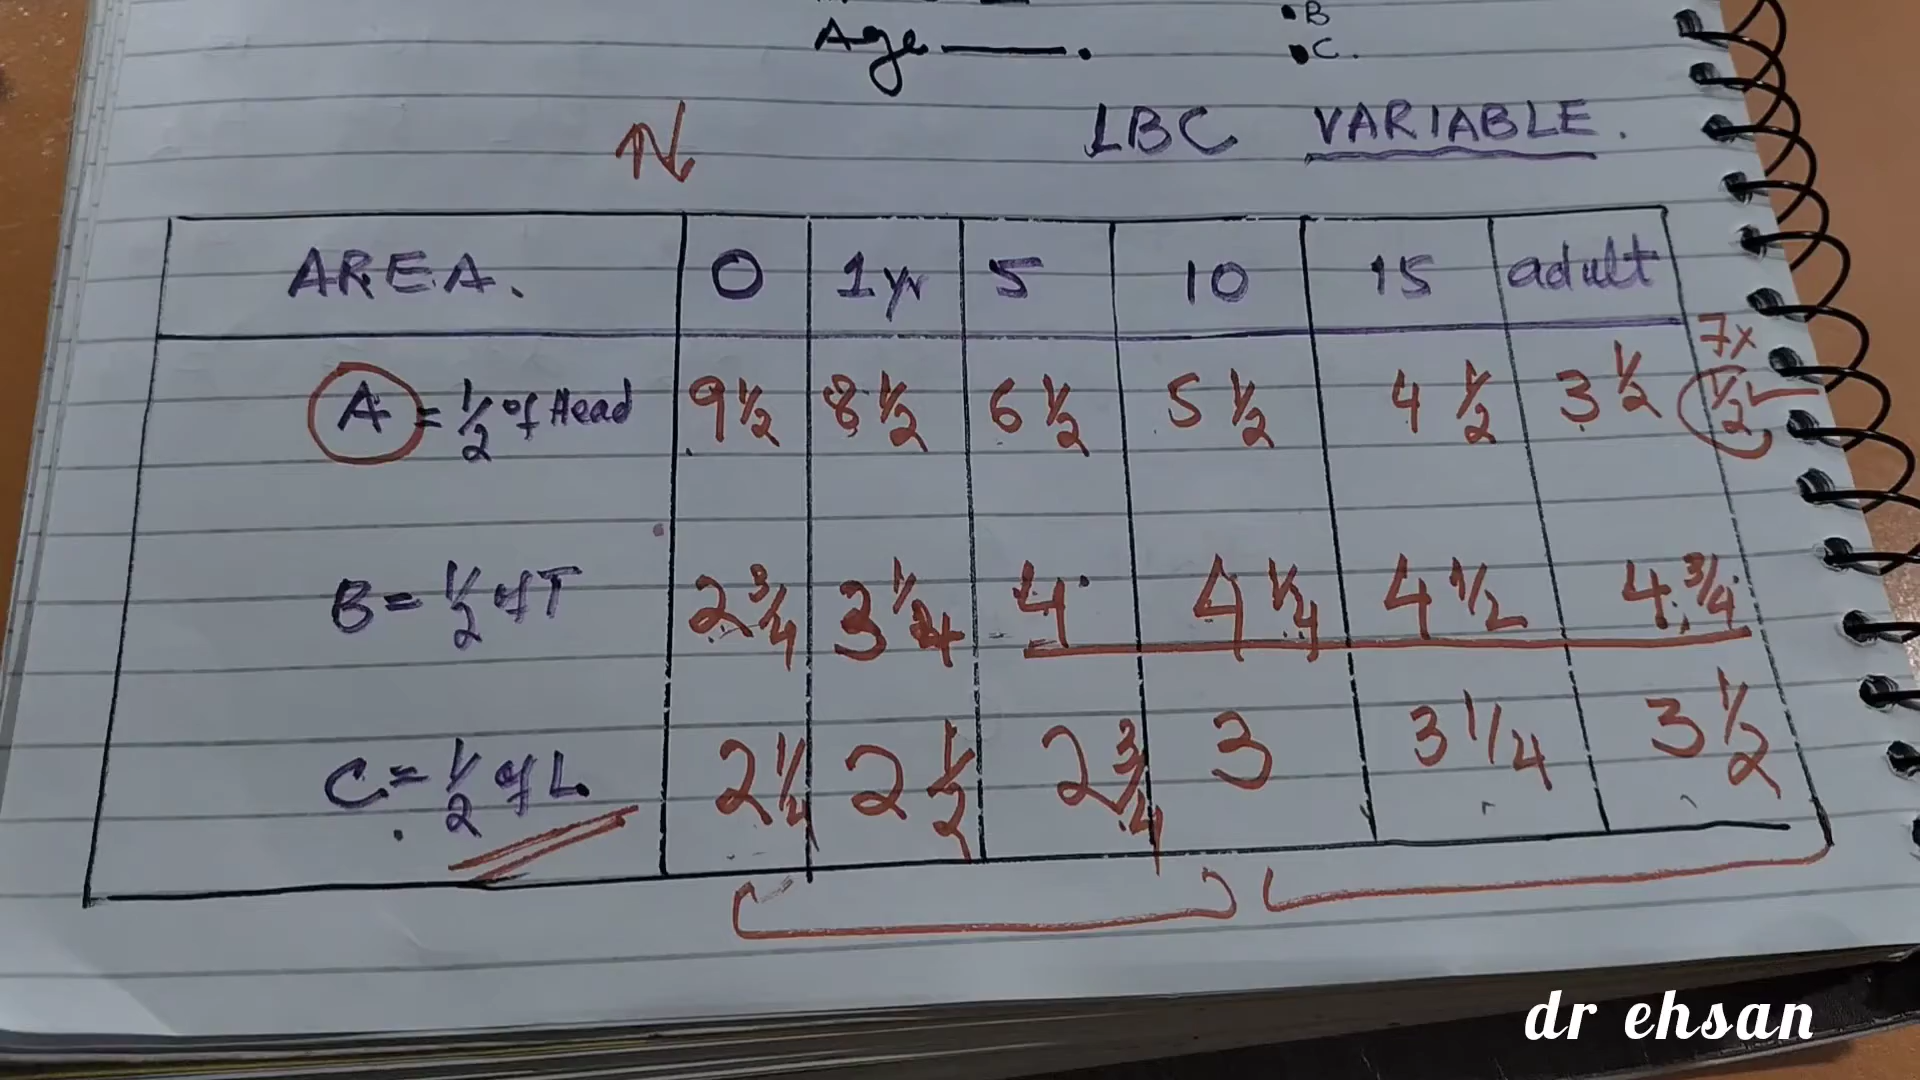 • B
Age ——.
• C.
LBC VARIABLE.
AREA. 0 1yr 5 10 15 adult
7x
A = 1/2 of Head 9 1/2 8 1/2 6 1/2 5 1/2 4 1/2 3 1/2 1/2
B = 1/2 of T 2 3/4 3 1/4 4 4 1/4 4 1/2 4 3/4
C = 1/2 of L 2 1/4 2 1/2 2 3/4 3 3 1/4 3 1/2
dr ehsan